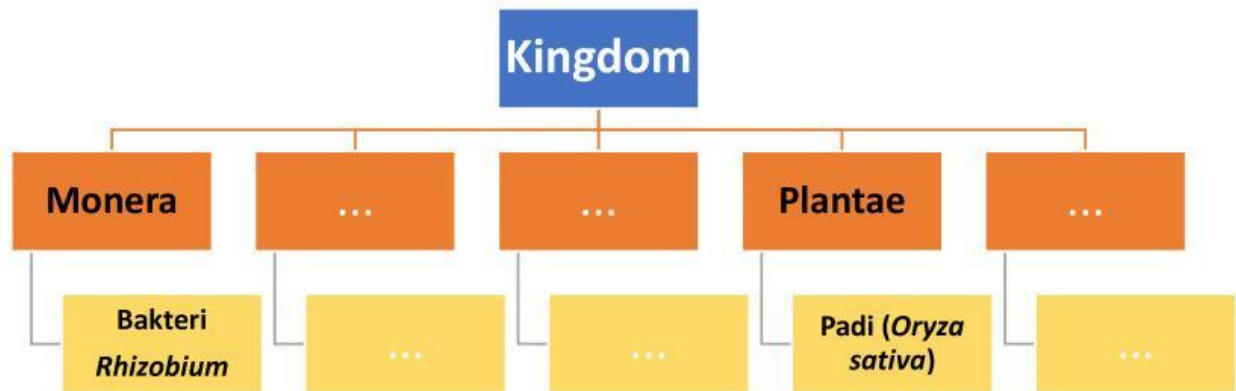 Kingdom
Monera
...
...
Plantae
...
Bakteri
Rhizobium
...
...
Padi (Oryza
sativa)
...